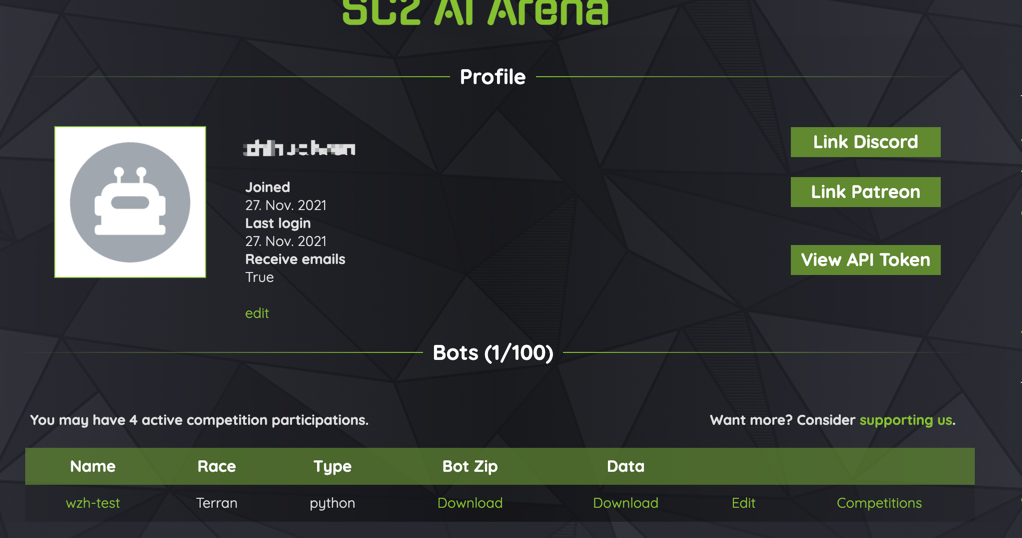 SC2 AI Arena
Profile
Link Discord
Joined
27. Nov. 2021
Link Patreon
Last login
27. Nov. 2021
Receive emails
View API Token
True
edit
Bots (1/100)
You may have 4 active competition participations.
Want more? Consider supporting us.
Name Race Type Bot Zip Data
wzh-test Terran python Download Download Edit Competitions